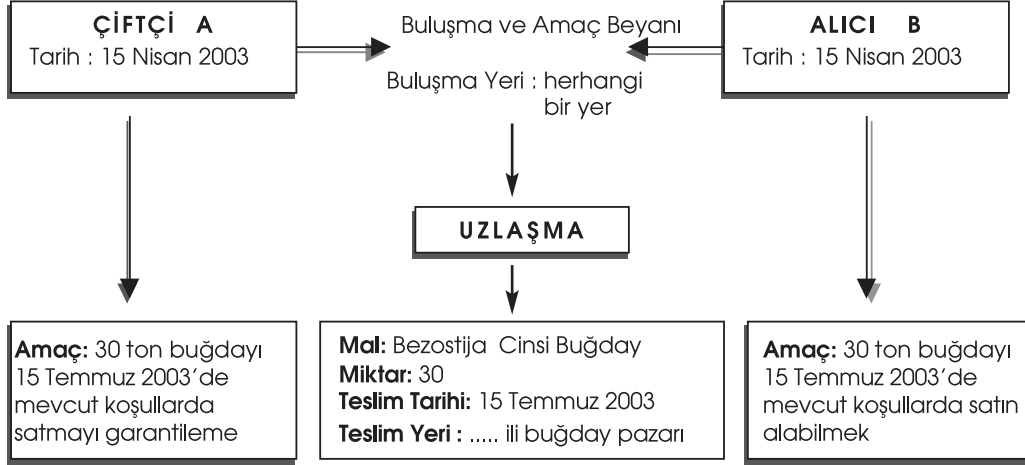 ÇİFTÇİ A
Tarih : 15 Nisan 2003
Buluşma ve Amaç Beyanı
Buluşma Yeri : herhangi
bir yer
ALICI B
Tarih : 15 Nisan 2003
UZLAŞMA
Amaç: 30 ton buğdayı
15 Temmuz 2003'de
mevcut koşullarda
satmayı garantileme
Mal: Bezostija Cinsi Buğday
Miktar: 30
Teslim Tarihi: 15 Temmuz 2003
Teslim Yeri : ..... ili buğday pazarı
Amaç: 30 ton buğdayı
15 Temmuz 2003'de
mevcut koşullarda satın
alabilmek